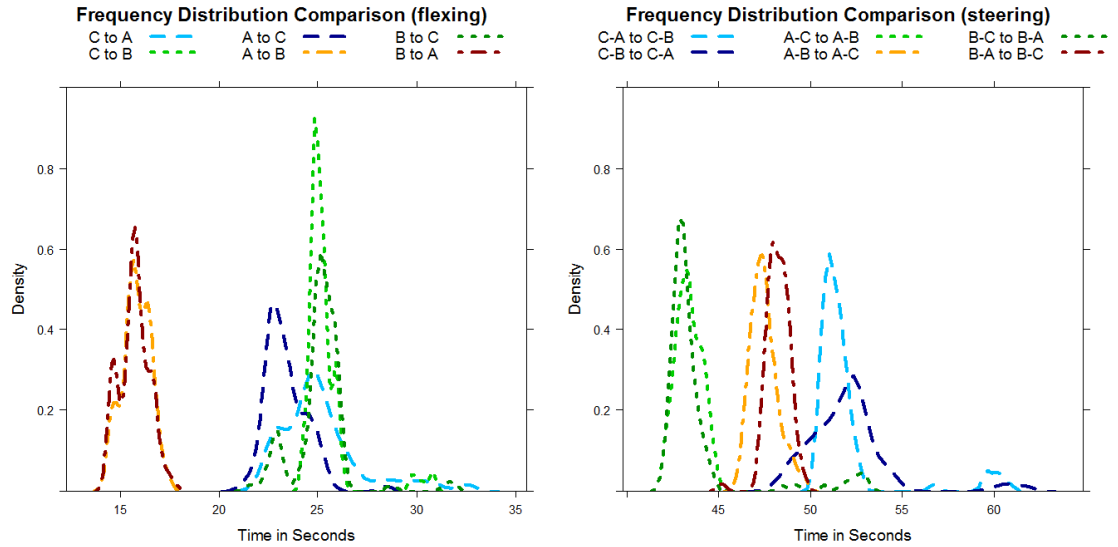 Frequency Distribution Comparison (flexing)
C to A A to C B to C
C to B A to B B to A
0.8
0.6
0.4
0.2
Density
15 20 25 30 35
Time in Seconds
Frequency Distribution Comparison (steering)
C-A to C-B A-C to A-B B-C to B-A
C-B to C-A A-B to A-C B-A to B-C
0.8
0.6
0.4
0.2
Density
45 50 55 60
Time in Seconds